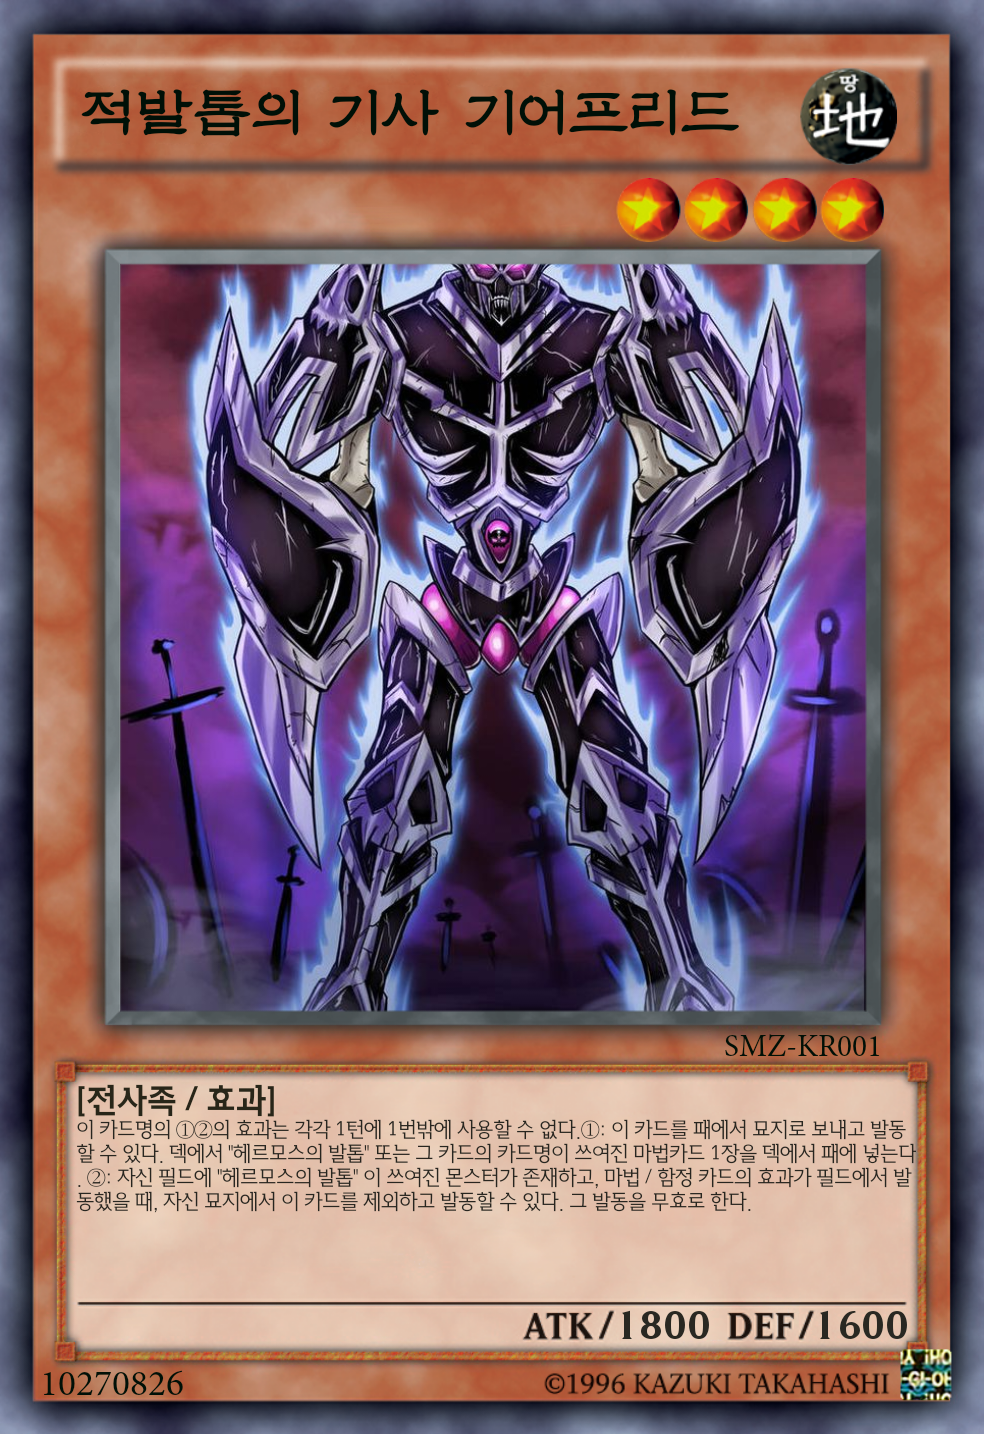 적발톱의 기사 기어프리드
땅
地
SMZ-KR001
[전사족 / 효과]
이 카드명의 ①②의 효과는 각각 1턴에 1번밖에 사용할 수 없다.①: 이 카드를 패에서 묘지로 보내고 발동
할 수 있다. 덱에서 "헤르모스의 발톱" 또는 그 카드의 카드명이 쓰여진 마법카드 1장을 덱에서 패에 넣는다
. ②: 자신 필드에 "헤르모스의 발톱" 이 쓰여진 몬스터가 존재하고, 마법 / 함정 카드의 효과가 필드에서 발
동했을 때, 자신 묘지에서 이 카드를 제외하고 발동할 수 있다. 그 발동을 무효로 한다.
ATK/1800 DEF/1600
10270826
©1996 KAZUKI TAKAHASHI